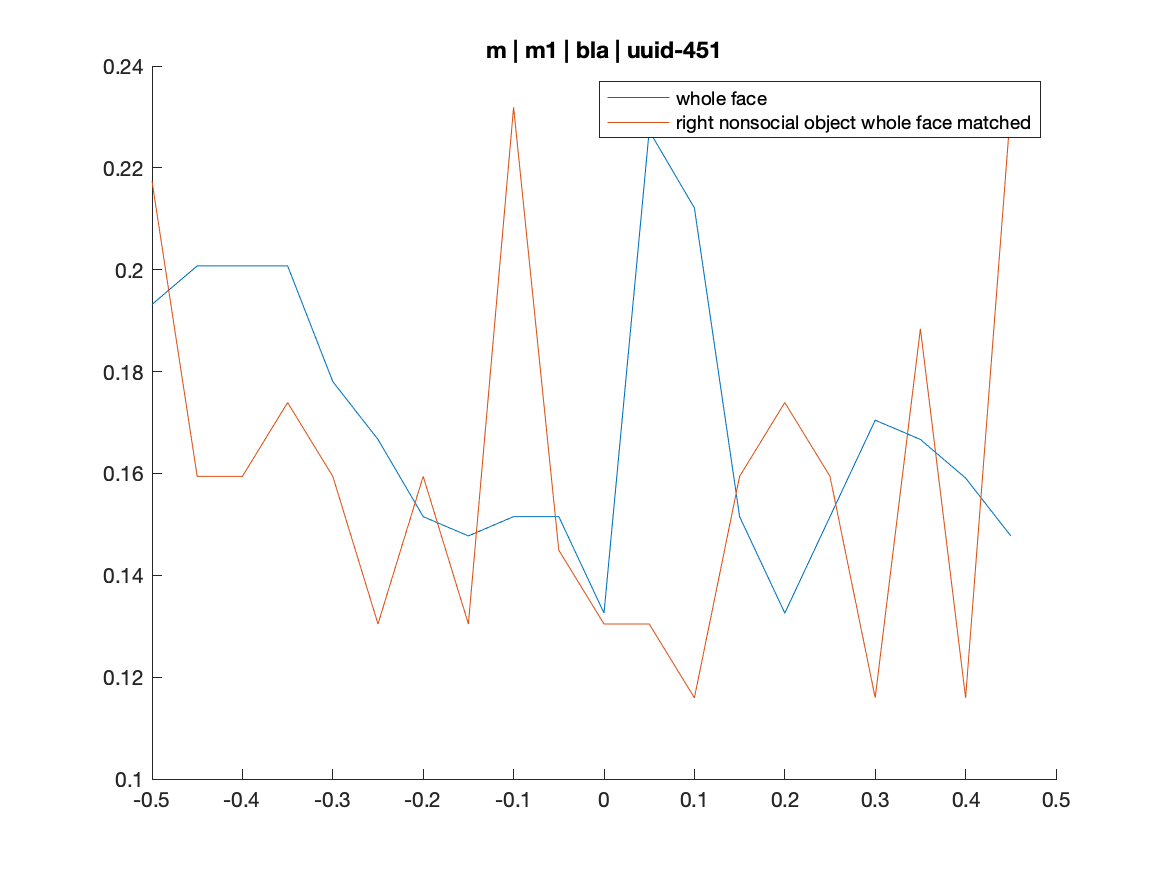 m | m1 | bla | uuid-451
0.24
whole face
right nonsocial object whole face matched
0.22
0.2
0.18
0.16
0.14
0.12
0.1
-0.5 -0.4 -0.3 -0.2 -0.1 0 0.1 0.2 0.3 0.4 0.5